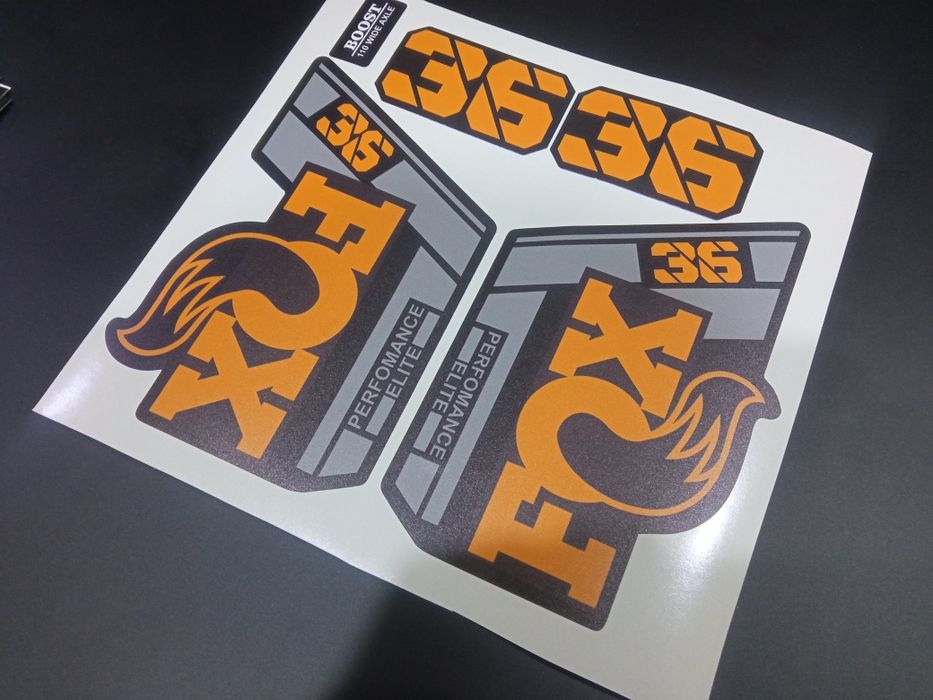 BOOST
110 WIDE AXLE
36
36
36
FOX
PERFOMANCE
ELITE
36
FOX
PERFOMANCE
ELITE